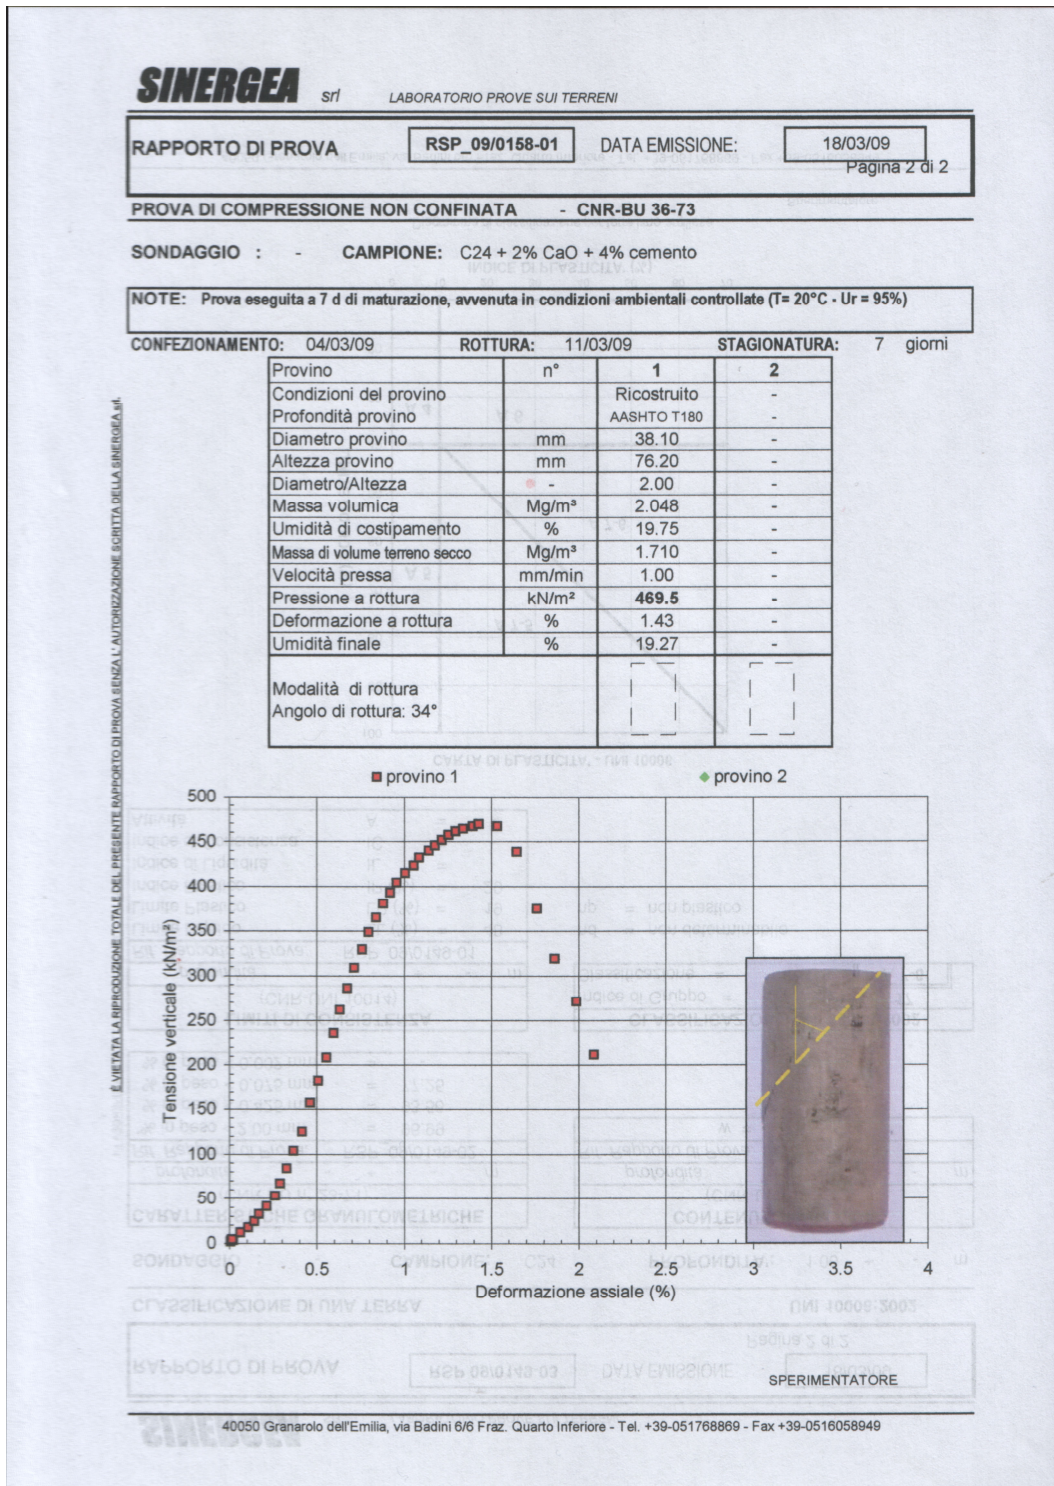 SINERGEA srl LABORATORIO PROVE SUI TERRENI
RAPPORTO DI PROVA RSP_09/0158-01 DATA EMISSIONE: 18/03/09
Pagina 2 di 2
PROVA DI COMPRESSIONE NON CONFINATA - CNR-BU 36-73
SONDAGGIO : - CAMPIONE: C24 + 2% CaO + 4% cemento
NOTE: Prova eseguita a 7 d di maturazione, avvenuta in condizioni ambientali controllate (T= 20°C - Ur = 95%)
CONFEZIONAMENTO: 04/03/09 ROTTURA: 11/03/09 STAGIONATURA: 7 giorni
Provino n° 1 2
Condizioni del provino Ricostruito -
Profondità provino AASHTO T180 -
Diametro provino mm 38.10 -
Altezza provino mm 76.20 -
Diametro/Altezza - 2.00 -
Massa volumica Mg/m³ 2.048 -
Umidità di costipamento % 19.75 -
Massa di volume terreno secco Mg/m³ 1.710 -
Velocità pressa mm/min 1.00 -
Pressione a rottura kN/m² 469.5 -
Deformazione a rottura % 1.43 -
Umidità finale % 19.27 -
Modalità di rottura
Angolo di rottura: 34°
È VIETATA LA RIPRODUZIONE TOTALE DEL PRESENTE RAPPORTO DI PROVA SENZA L' AUTORIZZAZIONE SCRITTA DELLA SINERGEA srl.
provino 1 provino 2
Tensione verticale (kN/m²)
500
450
400
350
300
250
200
150
100
50
0
0 0.5 1 1.5 2 2.5 3 3.5 4
Deformazione assiale (%)
SPERIMENTATORE
40050 Granarolo dell'Emilia, via Badini 6/6 Fraz. Quarto Inferiore - Tel. +39-051768869 - Fax +39-0516058949